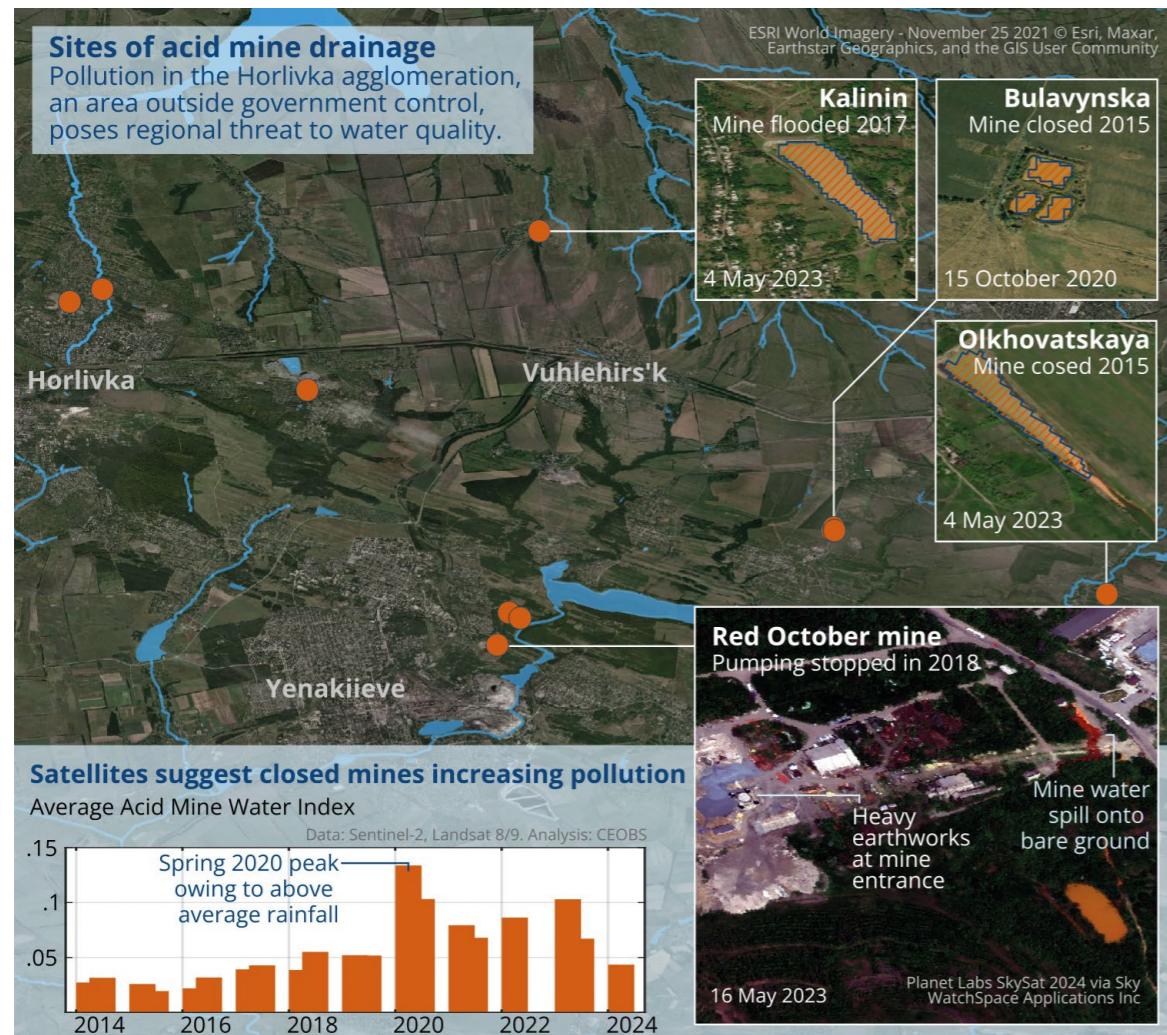 Sites of acid mine drainage
Pollution in the Horlivka agglomeration,
an area outside government control,
poses regional threat to water quality.
ESRI World Imagery - November 25 2021 © Esri, Maxar,
Earthstar Geographics, and the GIS User Community
Kalinin
Mine flooded 2017
4 May 2023
Bulavynska
Mine closed 2015
15 October 2020
Olkhovatskaya
Mine cosed 2015
4 May 2023
Horlivka
Vuhlehirs'k
Yenakiieve
Red October mine
Pumping stopped in 2018
Heavy
earthworks
at mine
entrance
Mine water
spill onto
bare ground
16 May 2023
Planet Labs SkySat 2024 via Sky
WatchSpace Applications Inc
Satellites suggest closed mines increasing pollution
Average Acid Mine Water Index
Data: Sentinel-2, Landsat 8/9. Analysis: CEOBS
.15
.1
.05
Spring 2020 peak
owing to above
average rainfall
2014 2016 2018 2020 2022 2024